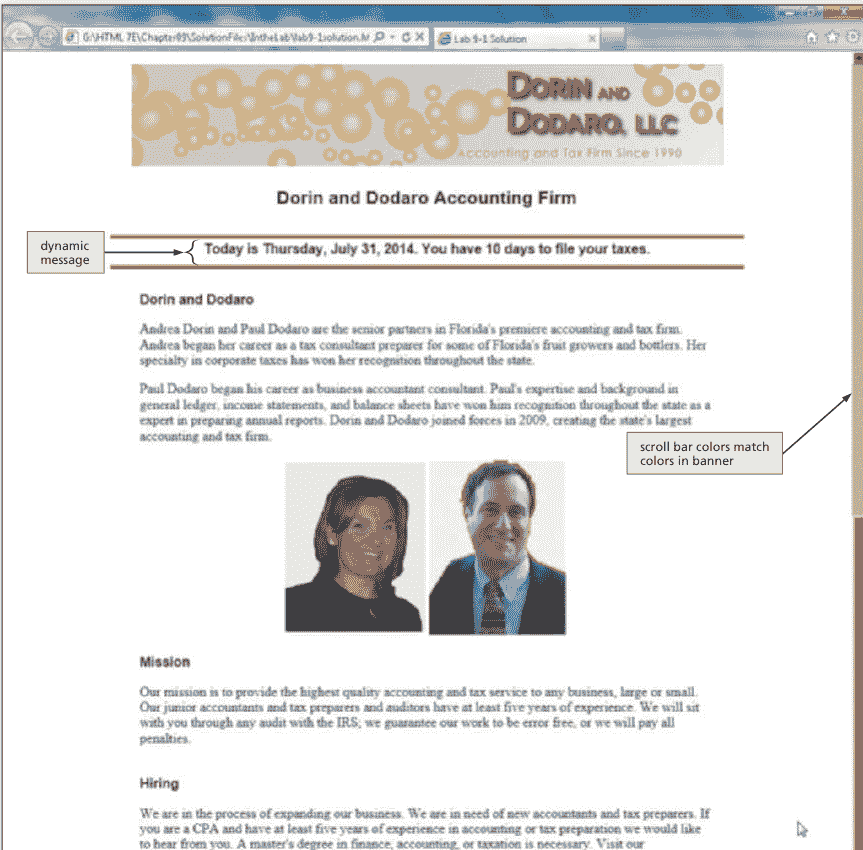 G:\HTML 7E\Chapter09\SolutionFiles\IntheLab\lab9-1solution.h
Lab 9-1 Solution
DORIN AND
DODARO, LLC
Accounting and Tax Firm Since 1990
Dorin and Dodaro Accounting Firm
dynamic
message
Today is Thursday, July 31, 2014. You have 10 days to file your taxes.
Dorin and Dodaro
Andrea Dorin and Paul Dodaro are the senior partners in Florida's premiere accounting and tax firm.
Andrea began her career as a tax consultant preparer for some of Florida's fruit growers and bottlers. Her
specialty in corporate taxes has won her recognition throughout the state.
Paul Dodaro began his career as business accountant consultant. Paul's expertise and background in
general ledger, income statements, and balance sheets have won him recognition throughout the state as a
expert in preparing annual reports. Dorin and Dodaro joined forces in 2009, creating the state's largest
accounting and tax firm.
scroll bar colors match
colors in banner
Mission
Our mission is to provide the highest quality accounting and tax service to any business, large or small.
Our junior accountants and tax preparers and auditors have at least five years of experience. We will sit
with you through any audit with the IRS; we guarantee our work to be error free, or we will pay all
penalties.
Hiring
We are in the process of expanding our business. We are in need of new accountants and tax preparers. If
you are a CPA and have at least five years of experience in accounting or tax preparation we would like
to hear from you. A master's degree in finance, accounting, or taxation is necessary. Visit our